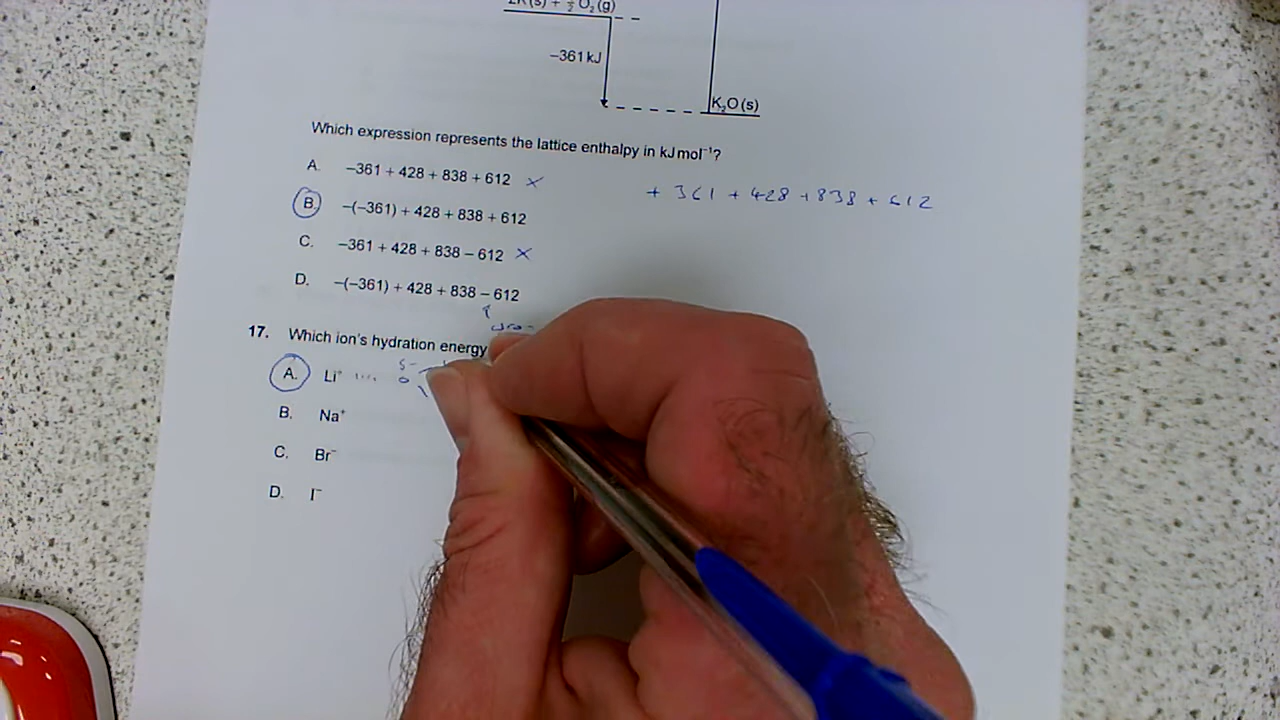 2K(s) + ½ O₂(g)
–361 kJ
K₂O(s)
Which expression represents the lattice enthalpy in kJ mol⁻¹?
A. –361 + 428 + 838 + 612 ×
+ 361 + 428 + 838 + 612
B. –(–361) + 428 + 838 + 612
C. –361 + 428 + 838 – 612 ×
D. –(–361) + 428 + 838 – 612
17. Which ion's hydration energy
A. Li⁺ δ-
O
B. Na⁺
C. Br⁻
D. I⁻